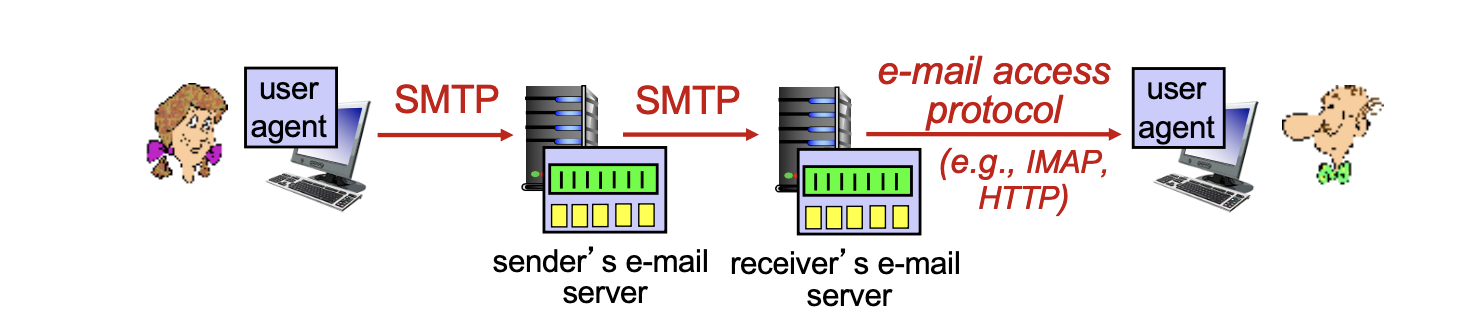 user
agent
SMTP
SMTP
e-mail access
protocol
(e.g., IMAP,
HTTP)
user
agent
sender’s e-mail
server
receiver’s e-mail
server